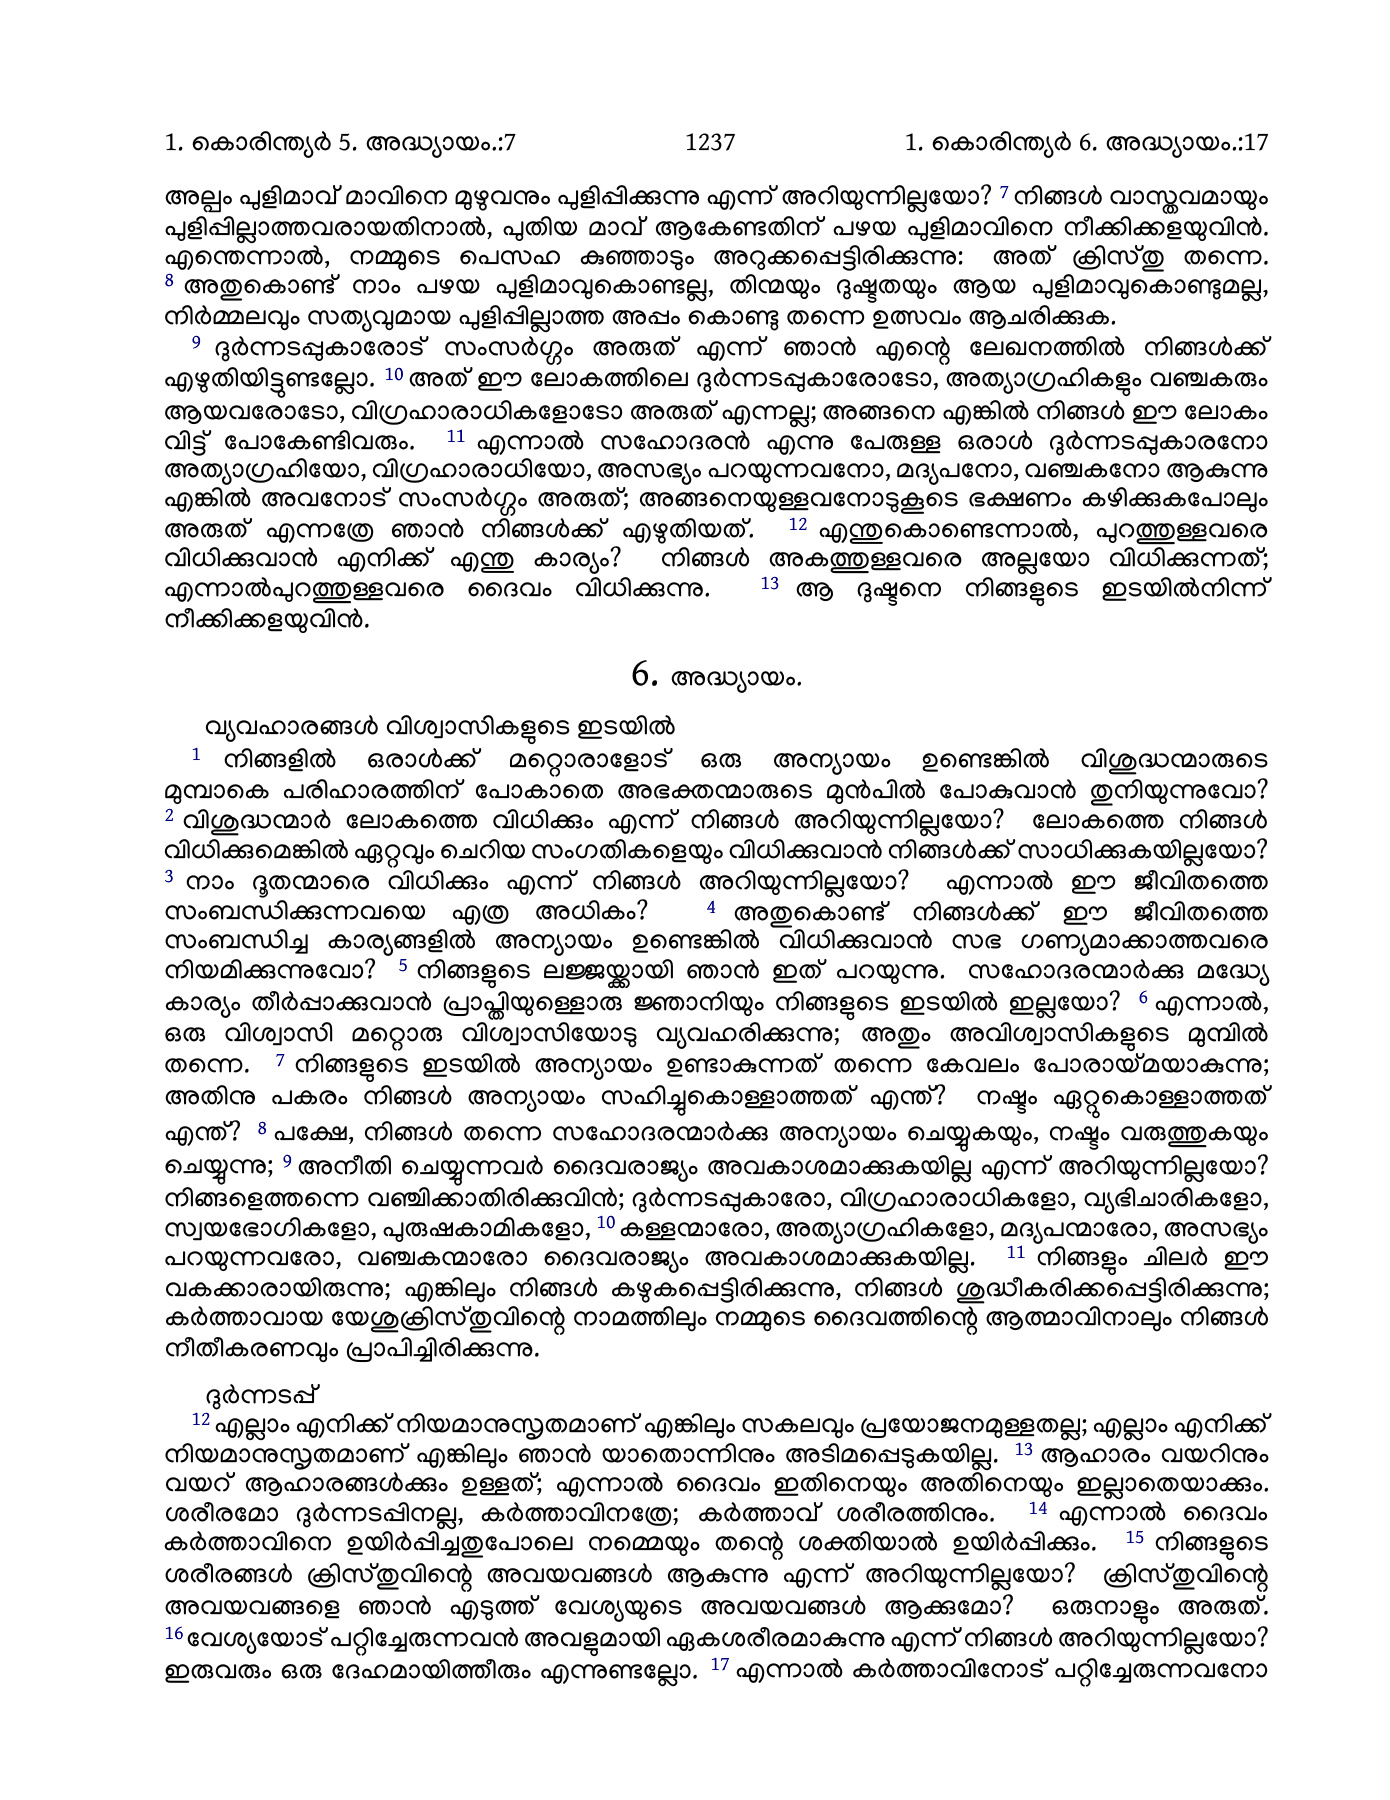 1. കൊരിന്ത്യർ 5. അദ്ധ്യായം.:7 1237 1. കൊരിന്ത്യർ 6. അദ്ധ്യായം.:17
അല്പം പുളിമാവ് മാവിനെ മുഴുവനും പുളിപ്പിക്കുന്നു എന്ന് അറിയുന്നില്ലയോ? 7 നിങ്ങൾ വാസ്തവമായും
പുളിപ്പില്ലാത്തവരായതിനാൽ, പുതിയ മാവ് ആകേണ്ടതിന് പഴയ പുളിമാവിനെ നീക്കിക്കളയുവിൻ.
എന്തെന്നാൽ, നമ്മുടെ പെസഹ കുഞ്ഞാടും അറുക്കപ്പെട്ടിരിക്കുന്നു: അത് ക്രിസ്തു തന്നെ.
8 അതുകൊണ്ട് നാം പഴയ പുളിമാവുകൊണ്ടല്ല, തിന്മയും ദുഷ്ടതയും ആയ പുളിമാവുകൊണ്ടുമല്ല,
നിർമ്മലവും സത്യവുമായ പുളിപ്പില്ലാത്ത അപ്പം കൊണ്ടു തന്നെ ഉത്സവം ആചരിക്കുക.
9 ദുർന്നടപ്പുകാരോട് സംസർഗ്ഗം അരുത് എന്ന് ഞാൻ എന്റെ ലേഖനത്തിൽ നിങ്ങൾക്ക്
എഴുതിയിട്ടുണ്ടല്ലോ. 10 അത് ഈ ലോകത്തിലെ ദുർന്നടപ്പുകാരോടോ, അത്യാഗ്രഹികളും വഞ്ചകരും
ആയവരോടോ, വിഗ്രഹാരാധികളോടോ അരുത് എന്നല്ല; അങ്ങനെ എങ്കിൽ നിങ്ങൾ ഈ ലോകം
വിട്ട് പോകേണ്ടിവരും. 11 എന്നാൽ സഹോദരൻ എന്നു പേരുള്ള ഒരാൾ ദുർന്നടപ്പുകാരനോ
അത്യാഗ്രഹിയോ, വിഗ്രഹാരാധിയോ, അസഭ്യം പറയുന്നവനോ, മദ്യപനോ, വഞ്ചകനോ ആകുന്നു
എങ്കിൽ അവനോട് സംസർഗ്ഗം അരുത്; അങ്ങനെയുള്ളവനോടുകൂടെ ഭക്ഷണം കഴിക്കുകപോലും
അരുത് എന്നത്രേ ഞാൻ നിങ്ങൾക്ക് എഴുതിയത്. 12 എന്തുകൊണ്ടെന്നാൽ, പുറത്തുള്ളവരെ
വിധിക്കുവാൻ എനിക്ക് എന്തു കാര്യം? നിങ്ങൾ അകത്തുള്ളവരെ അല്ലയോ വിധിക്കുന്നത്;
എന്നാൽപുറത്തുള്ളവരെ ദൈവം വിധിക്കുന്നു. 13 ആ ദുഷ്ടനെ നിങ്ങളുടെ ഇടയിൽനിന്ന്
നീക്കിക്കളയുവിൻ.
6. അദ്ധ്യായം.
വ്യവഹാരങ്ങൾ വിശ്വാസികളുടെ ഇടയിൽ
1 നിങ്ങളിൽ ഒരാൾക്ക് മറ്റൊരാളോട് ഒരു അന്യായം ഉണ്ടെങ്കിൽ വിശുദ്ധന്മാരുടെ
മുമ്പാകെ പരിഹാരത്തിന് പോകാതെ അഭക്തന്മാരുടെ മുൻപിൽ പോകുവാൻ തുനിയുന്നുവോ?
2 വിശുദ്ധന്മാർ ലോകത്തെ വിധിക്കും എന്ന് നിങ്ങൾ അറിയുന്നില്ലയോ? ലോകത്തെ നിങ്ങൾ
വിധിക്കുമെങ്കിൽ ഏറ്റവും ചെറിയ സംഗതികളെയും വിധിക്കുവാൻ നിങ്ങൾക്ക് സാധിക്കുകയില്ലയോ?
3 നാം ദൂതന്മാരെ വിധിക്കും എന്ന് നിങ്ങൾ അറിയുന്നില്ലയോ? എന്നാൽ ഈ ജീവിതത്തെ
സംബന്ധിക്കുന്നവയെ എത്ര അധികം? 4 അതുകൊണ്ട് നിങ്ങൾക്ക് ഈ ജീവിതത്തെ
സംബന്ധിച്ച കാര്യങ്ങളിൽ അന്യായം ഉണ്ടെങ്കിൽ വിധിക്കുവാൻ സഭ ഗണ്യമാക്കാത്തവരെ
നിയമിക്കുന്നുവോ? 5 നിങ്ങളുടെ ലജ്ജയ്ക്കായി ഞാൻ ഇത് പറയുന്നു. സഹോദരന്മാർക്കു മദ്ധ്യേ
കാര്യം തീർപ്പാക്കുവാൻ പ്രാപ്തിയുള്ളൊരു ജ്ഞാനിയും നിങ്ങളുടെ ഇടയിൽ ഇല്ലയോ? 6 എന്നാൽ,
ഒരു വിശ്വാസി മറ്റൊരു വിശ്വാസിയോടു വ്യവഹരിക്കുന്നു; അതും അവിശ്വാസികളുടെ മുമ്പിൽ
തന്നെ. 7 നിങ്ങളുടെ ഇടയിൽ അന്യായം ഉണ്ടാകുന്നത് തന്നെ കേവലം പോരായ്മയാകുന്നു;
അതിനു പകരം നിങ്ങൾ അന്യായം സഹിച്ചുകൊള്ളാത്തത് എന്ത്? നഷ്ടം ഏറ്റുകൊള്ളാത്തത്
എന്ത്? 8 പക്ഷേ, നിങ്ങൾ തന്നെ സഹോദരന്മാർക്കു അന്യായം ചെയ്യുകയും, നഷ്ടം വരുത്തുകയും
ചെയ്യുന്നു; 9 അനീതി ചെയ്യുന്നവർ ദൈവരാജ്യം അവകാശമാക്കുകയില്ല എന്ന് അറിയുന്നില്ലയോ?
നിങ്ങളെത്തന്നെ വഞ്ചിക്കാതിരിക്കുവിൻ; ദുർന്നടപ്പുകാരോ, വിഗ്രഹാരാധികളോ, വ്യഭിചാരികളോ,
സ്വയഭോഗികളോ, പുരുഷകാമികളോ, 10 കള്ളന്മാരോ, അത്യാഗ്രഹികളോ, മദ്യപന്മാരോ, അസഭ്യം
പറയുന്നവരോ, വഞ്ചകന്മാരോ ദൈവരാജ്യം അവകാശമാക്കുകയില്ല. 11 നിങ്ങളും ചിലർ ഈ
വകക്കാരായിരുന്നു; എങ്കിലും നിങ്ങൾ കഴുകപ്പെട്ടിരിക്കുന്നു, നിങ്ങൾ ശുദ്ധീകരിക്കപ്പെട്ടിരിക്കുന്നു;
കർത്താവായ യേശുക്രിസ്തുവിന്റെ നാമത്തിലും നമ്മുടെ ദൈവത്തിന്റെ ആത്മാവിനാലും നിങ്ങൾ
നീതീകരണവും പ്രാപിച്ചിരിക്കുന്നു.
ദുർന്നടപ്പ്
12 എല്ലാം എനിക്ക് നിയമാനുസൃതമാണ് എങ്കിലും സകലവും പ്രയോജനമുള്ളതല്ല; എല്ലാം എനിക്ക്
നിയമാനുസൃതമാണ് എങ്കിലും ഞാൻ യാതൊന്നിനും അടിമപ്പെടുകയില്ല. 13 ആഹാരം വയറിനും
വയറ് ആഹാരങ്ങൾക്കും ഉള്ളത്; എന്നാൽ ദൈവം ഇതിനെയും അതിനെയും ഇല്ലാതെയാക്കും.
ശരീരമോ ദുർന്നടപ്പിനല്ല, കർത്താവിനത്രേ; കർത്താവ് ശരീരത്തിനും. 14 എന്നാൽ ദൈവം
കർത്താവിനെ ഉയിർപ്പിച്ചതുപോലെ നമ്മെയും തന്റെ ശക്തിയാൽ ഉയിർപ്പിക്കും. 15 നിങ്ങളുടെ
ശരീരങ്ങൾ ക്രിസ്തുവിന്റെ അവയവങ്ങൾ ആകുന്നു എന്ന് അറിയുന്നില്ലയോ? ക്രിസ്തുവിന്റെ
അവയവങ്ങളെ ഞാൻ എടുത്ത് വേശ്യയുടെ അവയവങ്ങൾ ആക്കുമോ? ഒരുനാളും അരുത്.
16 വേശ്യയോട് പറ്റിച്ചേരുന്നവൻ അവളുമായി ഏകശരീരമാകുന്നു എന്ന് നിങ്ങൾ അറിയുന്നില്ലയോ?
ഇരുവരും ഒരു ദേഹമായിത്തീരും എന്നുണ്ടല്ലോ. 17 എന്നാൽ കർത്താവിനോട് പറ്റിച്ചേരുന്നവനോ